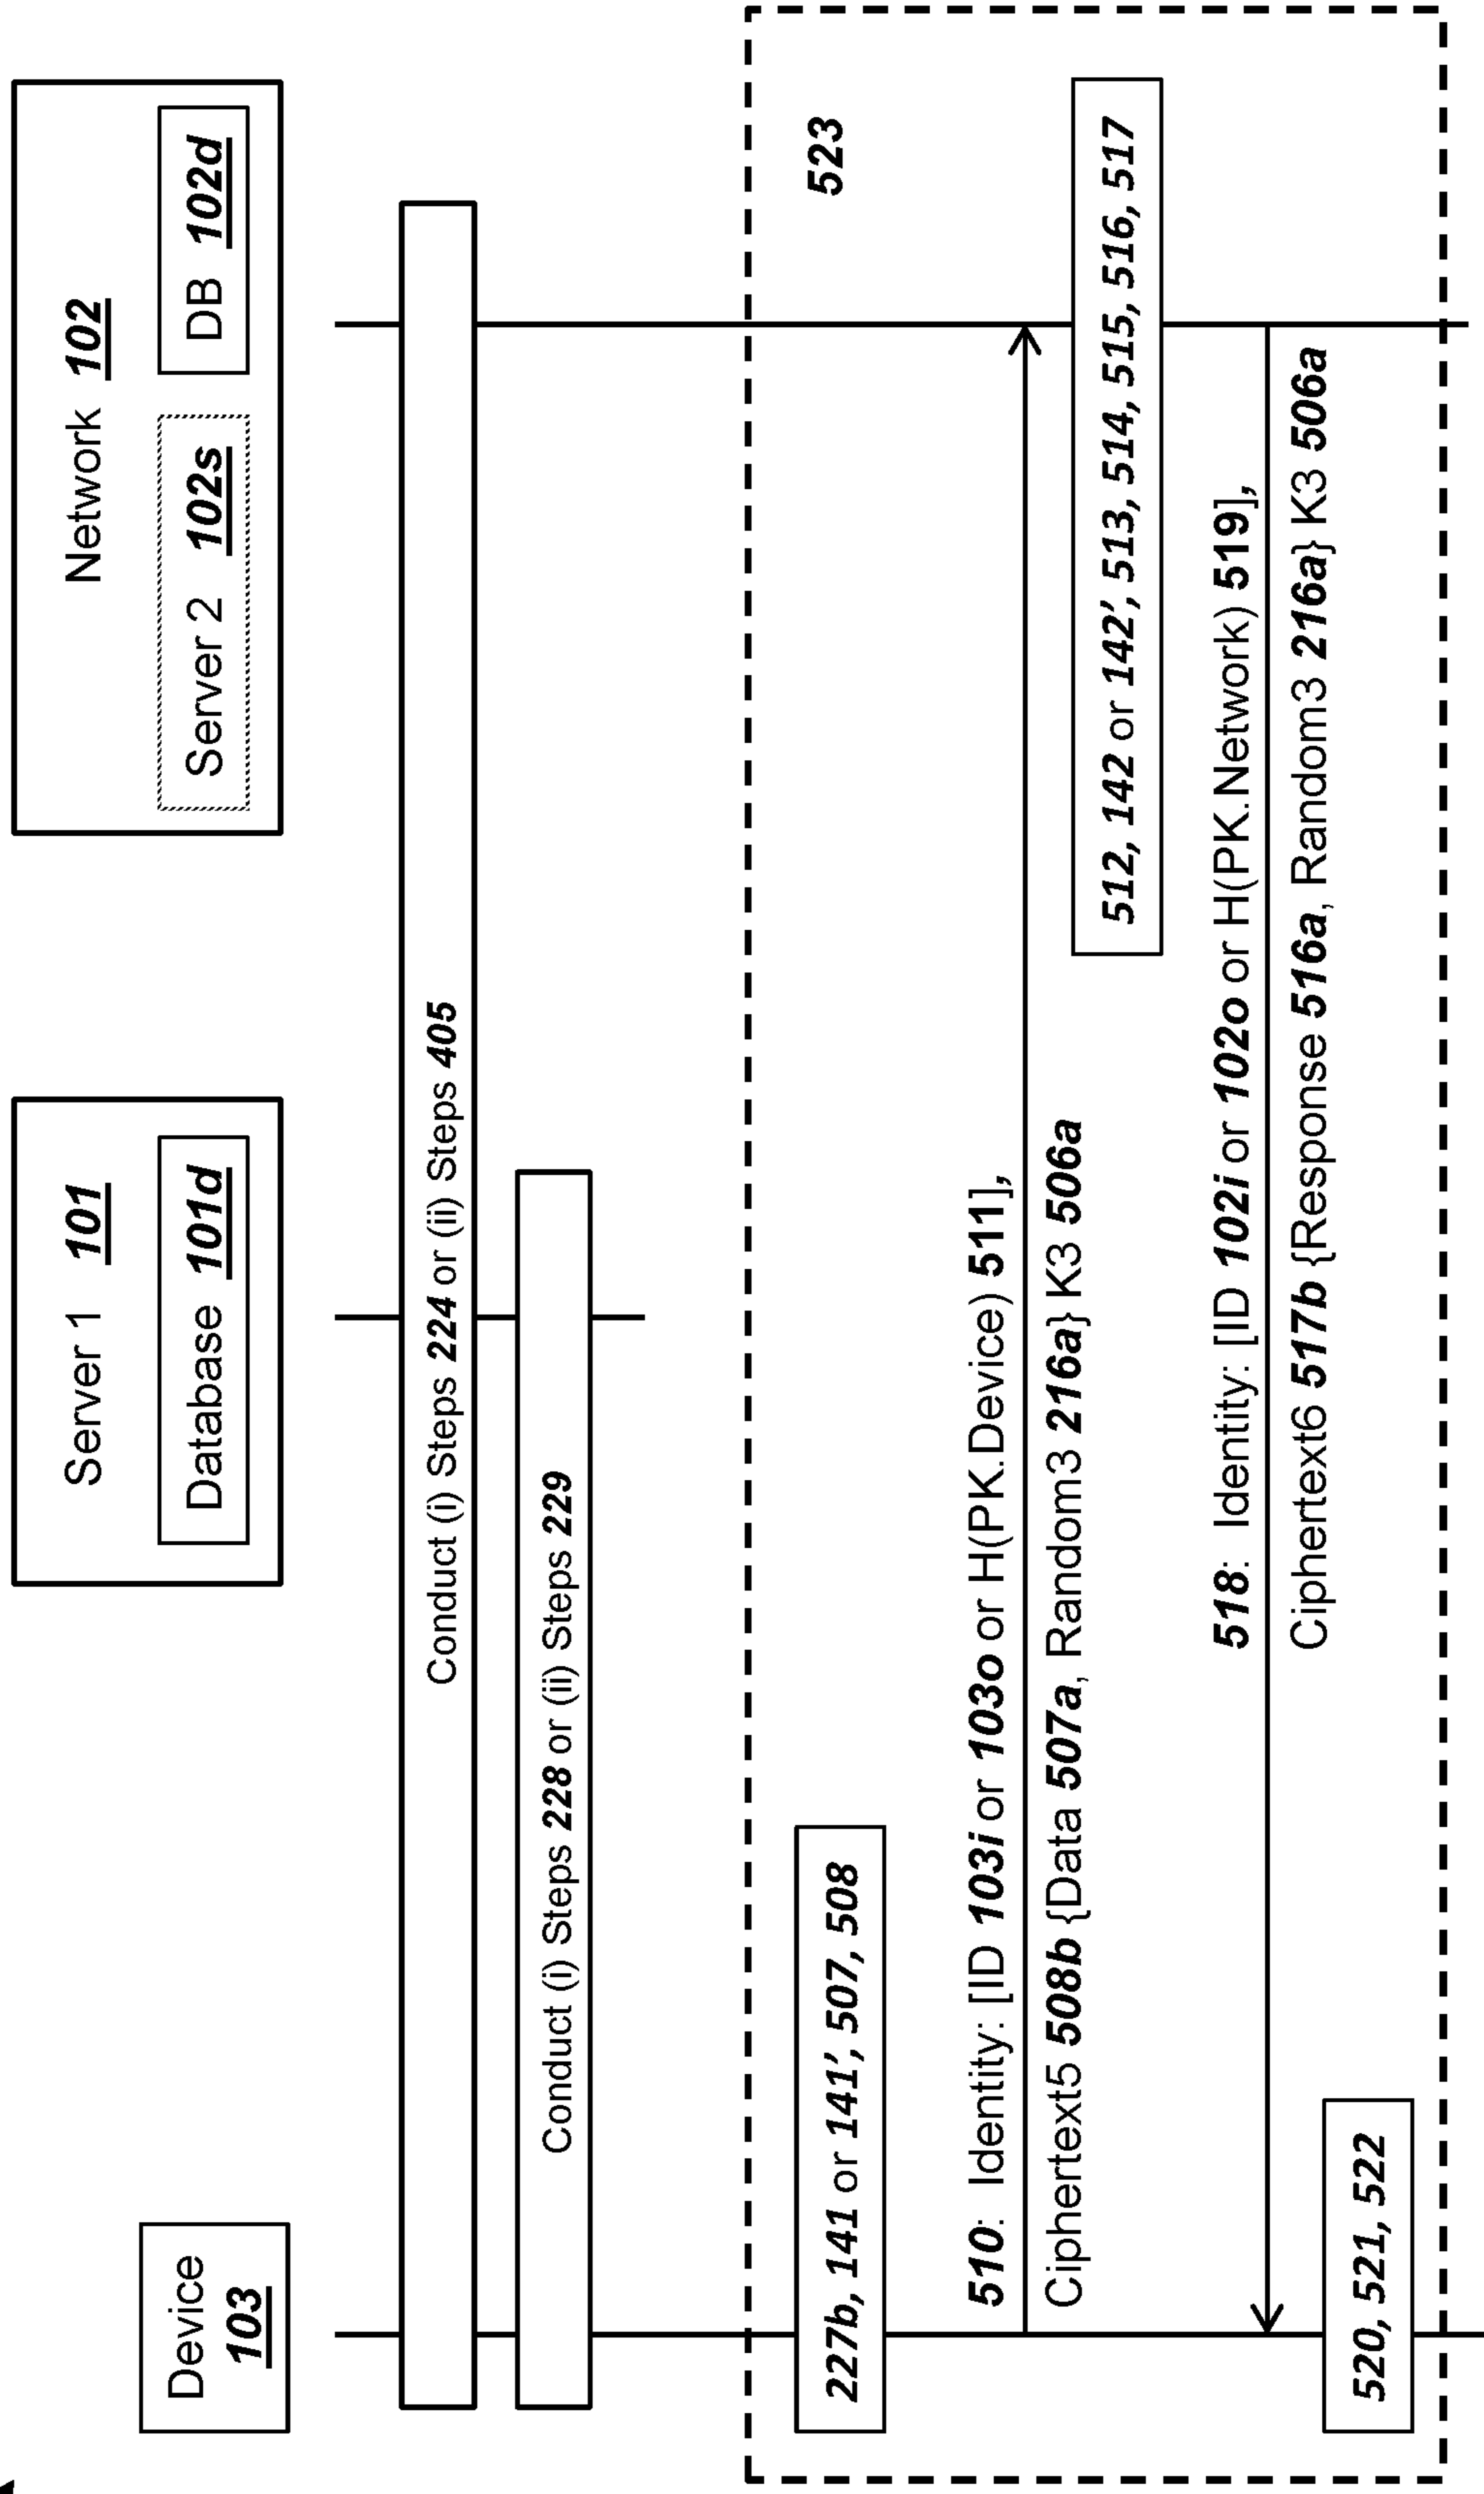 Device
103
Server 1 101
Database 101d
Network 102
Server 2 102s
DB 102d
Conduct (i) Steps 224 or (ii) Steps 405
Conduct (i) Steps 228 or (ii) Steps 229
523
227b, 141 or 141', 507, 508
510: Identity: [ID 103i or 103o or H(PK.Device) 511],
Ciphertext5 508b {Data 507a, Random3 216a} K3 506a
512, 142 or 142', 513, 514, 515, 516, 517
518: Identity: [ID 102i or 102o or H(PK.Network) 519],
Ciphertext6 517b {Response 516a, Random3 216a} K3 506a
520, 521, 522